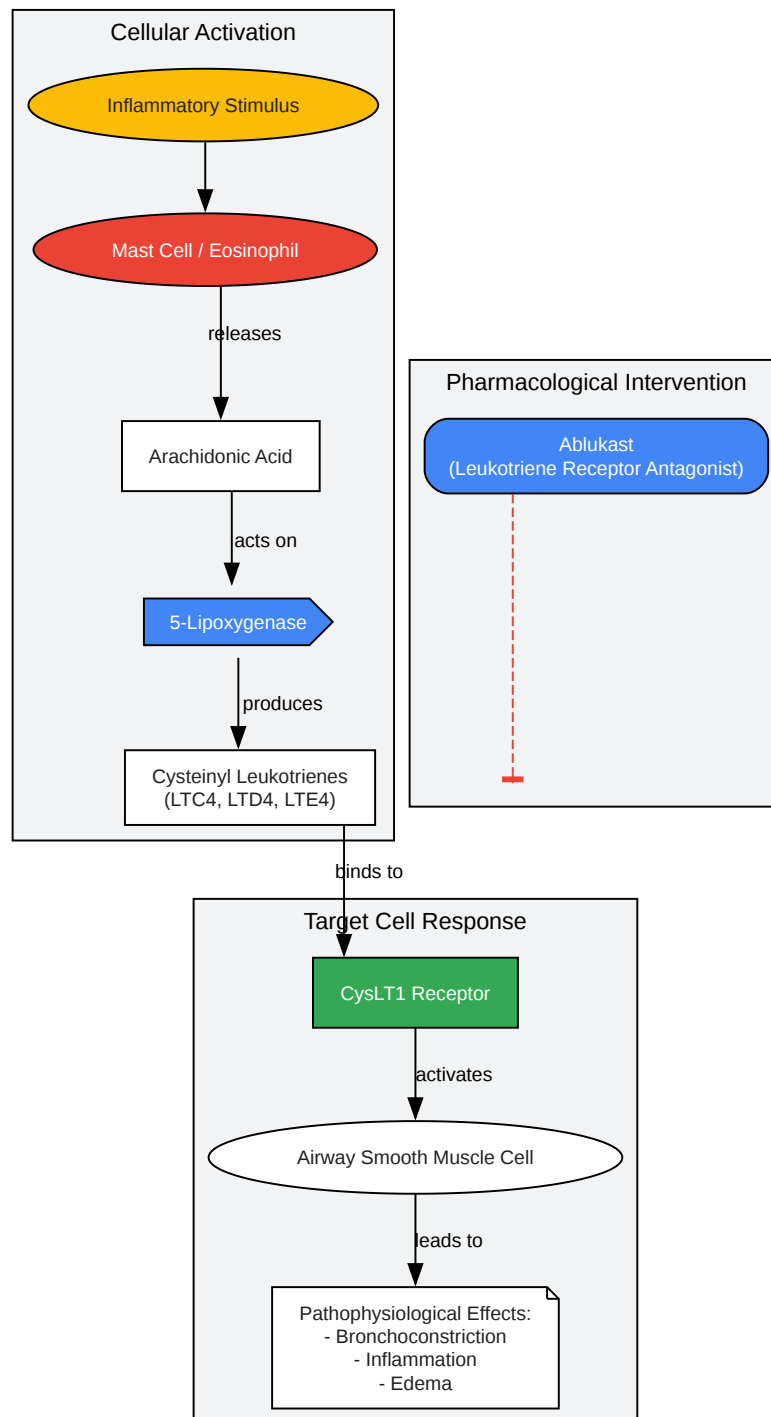 Cellular Activation
Inflammatory Stimulus
Mast Cell / Eosinophil
releases
Arachidonic Acid
acts on
5-Lipoxygenase
produces
Cysteinyl Leukotrienes
(LTC4, LTD4, LTE4)
Pharmacological Intervention
Ablukast
(Leukotriene Receptor Antagonist)
binds to
Target Cell Response
CysLT1 Receptor
activates
Airway Smooth Muscle Cell
leads to
Pathophysiological Effects:
- Bronchoconstriction
- Inflammation
- Edema